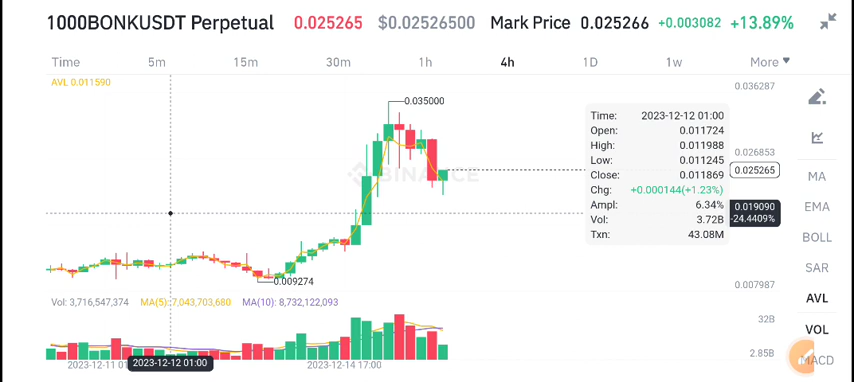 1000BONKUSDT Perpetual 0.025265 $0.02526500 Mark Price 0.025266 +0.003082 +13.89%
Time 5m 15m 30m 1h 4h 1D 1w More
AVL 0.011590
0.036287
0.035000
Time: 2023-12-12 01:00
Open: 0.011724
High: 0.011988
Low: 0.011245
Close: 0.011869
Chg: +0.000144(+1.23%)
Ampl: 6.34%
Vol: 3.72B
Txn: 43.08M
0.026853
0.025265
BINANCE
0.019090
-24.4409%
0.009274
0.007987
MA
EMA
BOLL
SAR
AVL
VOL
MACD
Vol: 3,716,547,374 MA(5): 7,043,703,680 MA(10): 8,732,122,093
32B
2.85B
2023-12-11 2023-12-12 01:00 2023-12-14 17:00